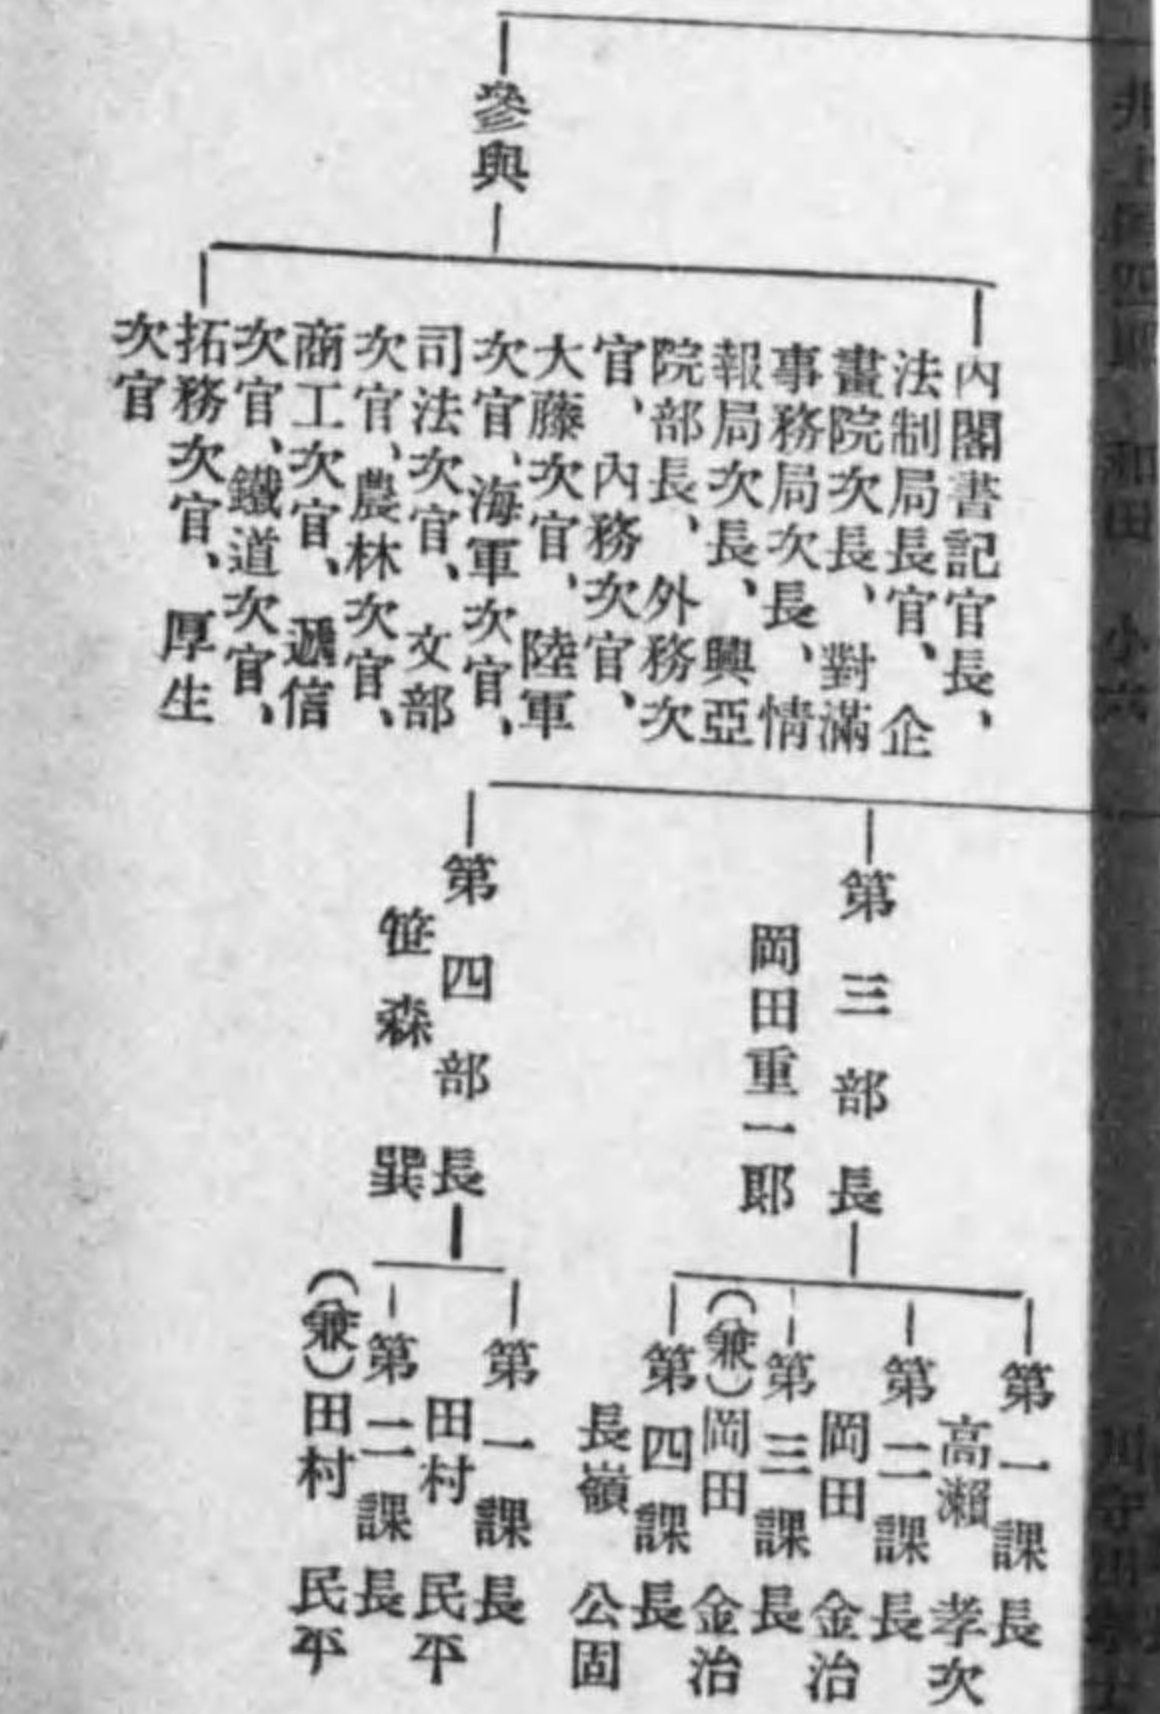 參與
內閣書記官長、
法制局長官、企
畫院次長、對滿
事務局次長、情
報局次長、興亞
院部長、外務次
官、內務次官、
大藤次官、陸軍
次官、海軍次官、
司法次官、文部
次官、農林次官、
商工次官、遞信
次官、鐵道次官、
拓務次官、厚生
次官
第三部長
岡田重一郎
第一課長
高瀨孝次
第二課長
岡田金治
第三課長
(兼)岡田金治
第四課長
長嶺公固
第四部長
笹森巽
第一課長
田村民平
第二課長
(兼)田村民平